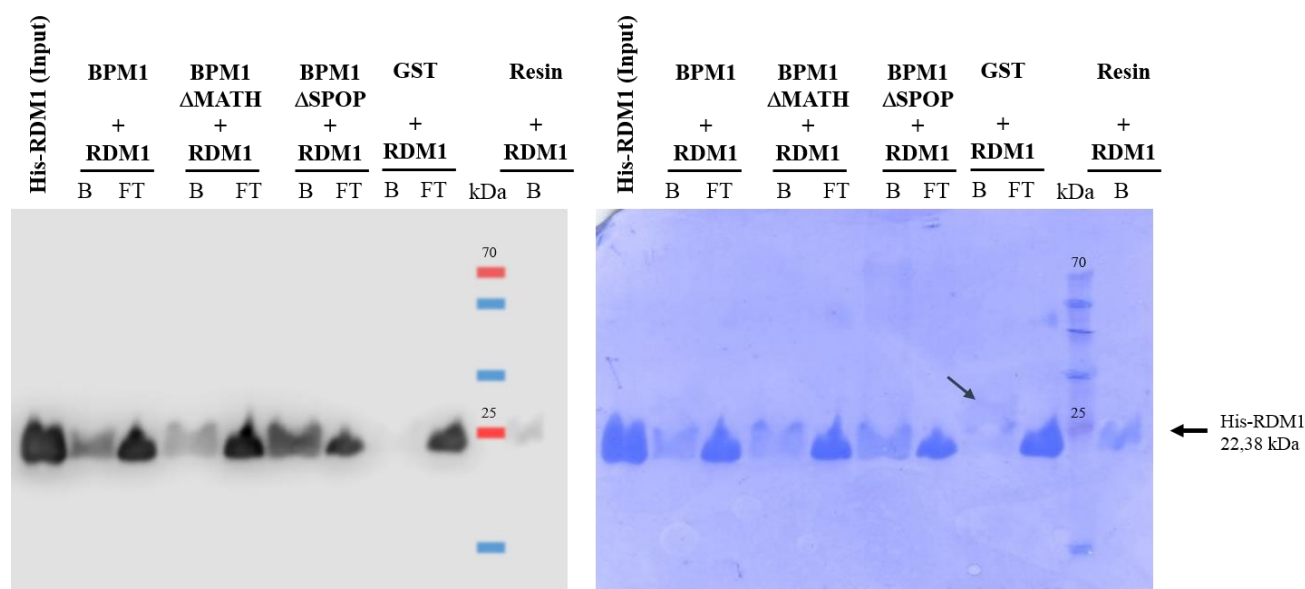 His-RDM1 (Input)
BPM1
+
RDM1
B FT
BPM1
ΔMATH
+
RDM1
B FT
BPM1
ΔSPOP
+
RDM1
B FT
GST
+
RDM1
B FT
kDa
Resin
+
RDM1
B
70
25
His-RDM1 (Input)
BPM1
+
RDM1
B FT
BPM1
ΔMATH
+
RDM1
B FT
BPM1
ΔSPOP
+
RDM1
B FT
GST
+
RDM1
B FT
kDa
Resin
+
RDM1
B
70
25
His-RDM1
22,38 kDa